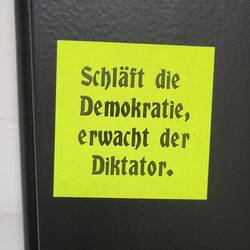 Schläft die
Demokratie,
erwacht der
Diktator.